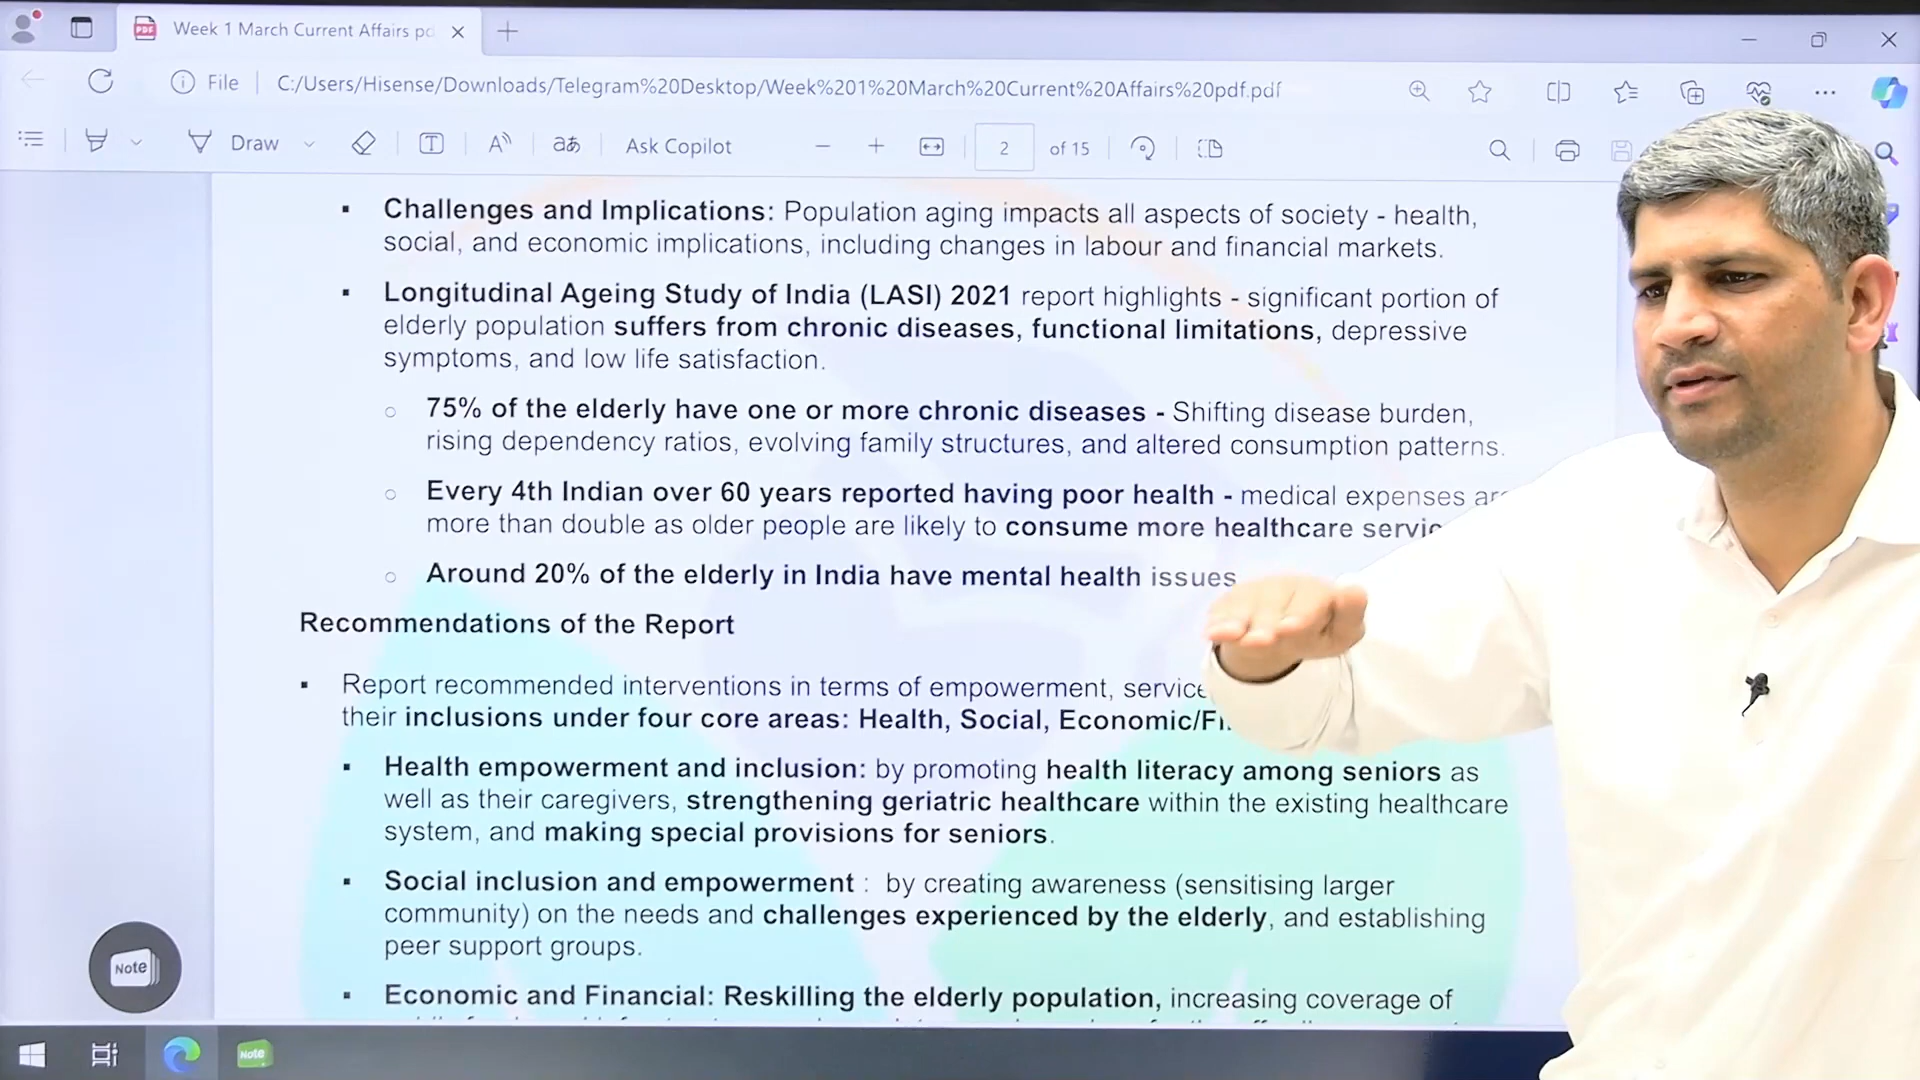 Week 1 March Current Affairs pd
File
C:/Users/Hisense/Downloads/Telegram%20Desktop/Week%201%20March%20Current%20Affairs%20pdf.pdf
Draw
Ask Copilot
2 of 15
Challenges and Implications: Population aging impacts all aspects of society - health,
social, and economic implications, including changes in labour and financial markets.
Longitudinal Ageing Study of India (LASI) 2021 report highlights - significant portion of
elderly population suffers from chronic diseases, functional limitations, depressive
symptoms, and low life satisfaction.
75% of the elderly have one or more chronic diseases - Shifting disease burden,
rising dependency ratios, evolving family structures, and altered consumption patterns.
Every 4th Indian over 60 years reported having poor health - medical expenses
more than double as older people are likely to consume more healthcare
Around 20% of the elderly in India have mental health issues
Recommendations of the Report
Report recommended interventions in terms of empowerment, service
their inclusions under four core areas: Health, Social, Economic/
Health empowerment and inclusion: by promoting health literacy among seniors as
well as their caregivers, strengthening geriatric healthcare within the existing healthcare
system, and making special provisions for seniors.
Social inclusion and empowerment : by creating awareness (sensitising larger
community) on the needs and challenges experienced by the elderly, and establishing
peer support groups.
Note
Economic and Financial: Reskilling the elderly population, increasing coverage of
Note